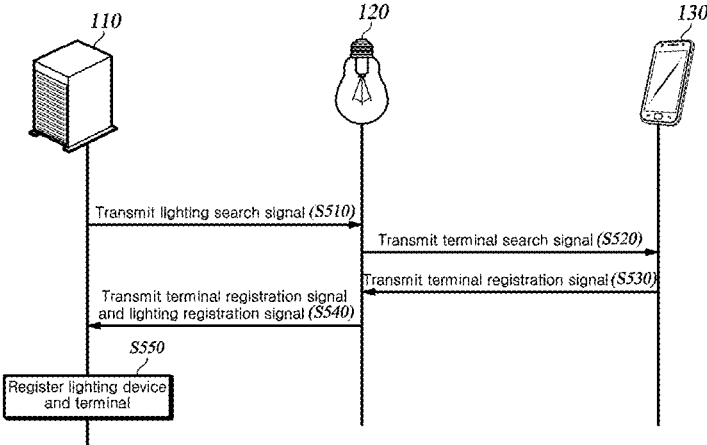 110
120
130
Transmit lighting search signal (S510)
Transmit terminal search signal (S520)
Transmit terminal registration signal (S530)
Transmit terminal registration signal
and lighting registration signal (S540)
S550
Register lighting device
and terminal